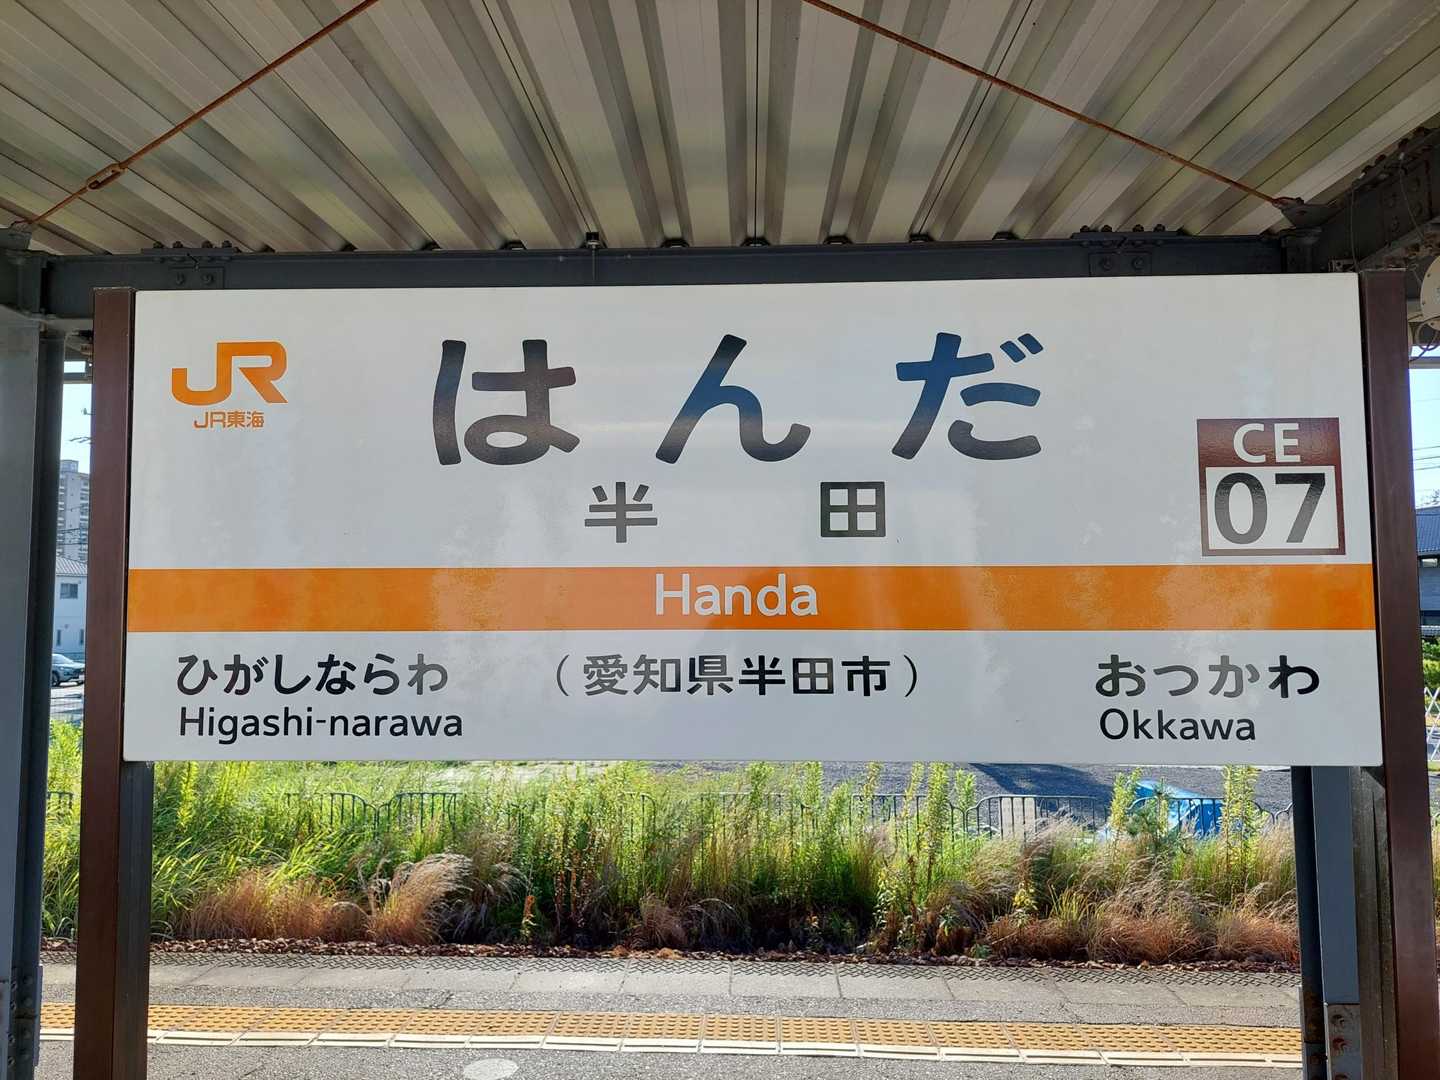 JR
JR東海
はんだ
半田
CE
07
Handa
ひがしならわ
Higashi-narawa
（愛知県半田市）
おっかわ
Okkawa